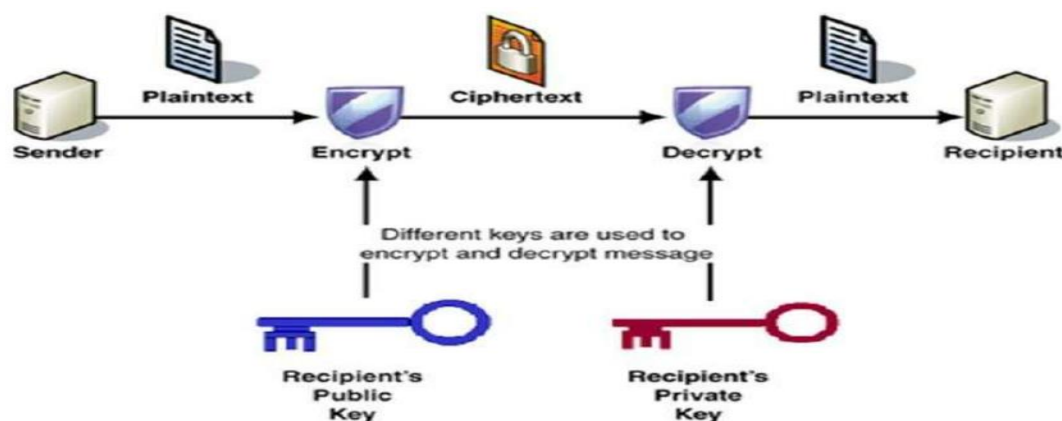 Plaintext
Ciphertext
Plaintext
Sender
Encrypt
Decrypt
Recipient
Different keys are used to
encrypt and decrypt message
Recipient's
Public
Key
Recipient's
Private
Key